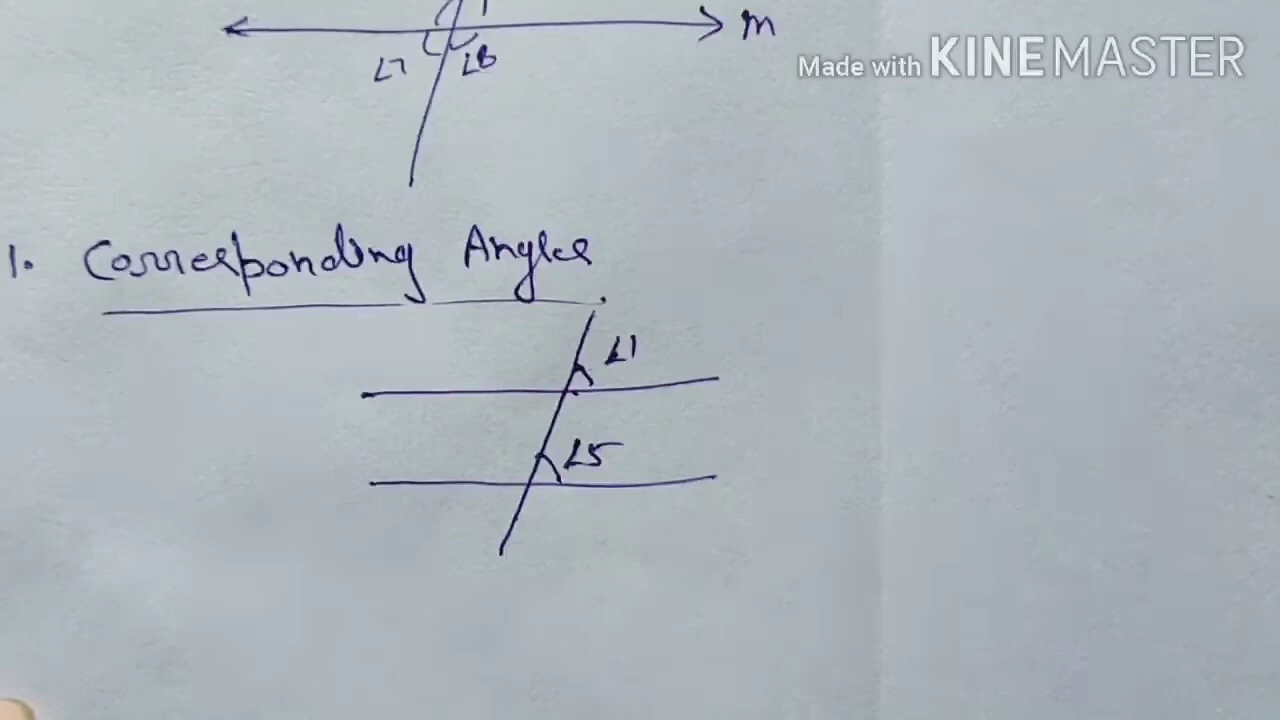 m
Made with KINEMASTER
∠7 ∠8
1. Corresponding Angles
∠1
∠5